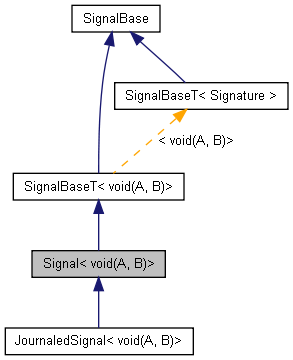 SignalBase
SignalBaseT< Signature >
< void(A, B)>
SignalBaseT< void(A, B)>
Signal< void(A, B)>
JournaledSignal< void(A, B)>